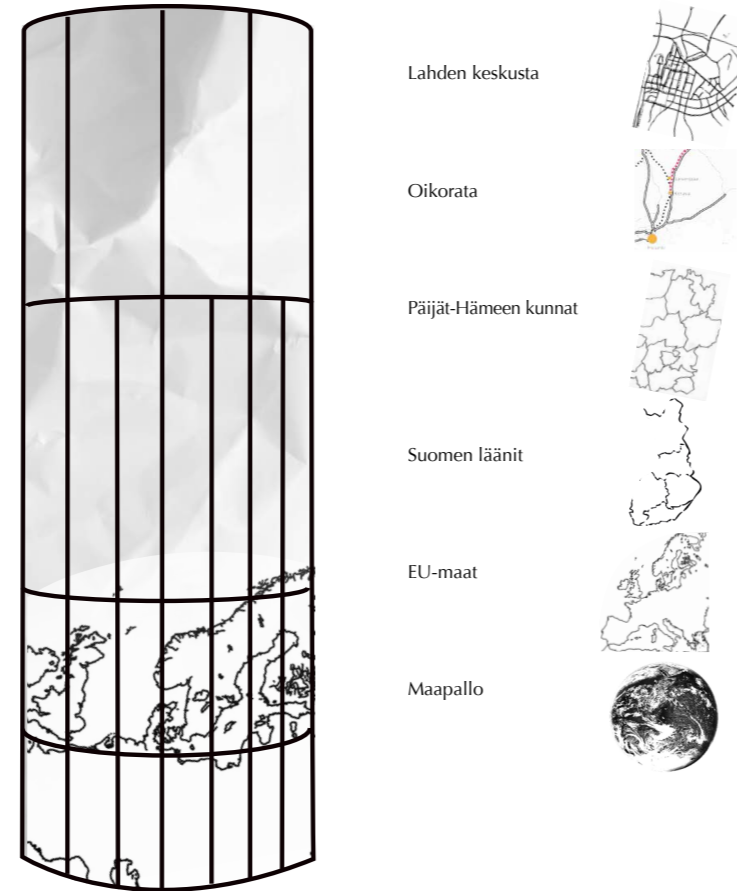 Lahden keskusta
Oikorata
Päijät-Hämeen kunnat
Suomen läänit
EU-maat
Maapallo